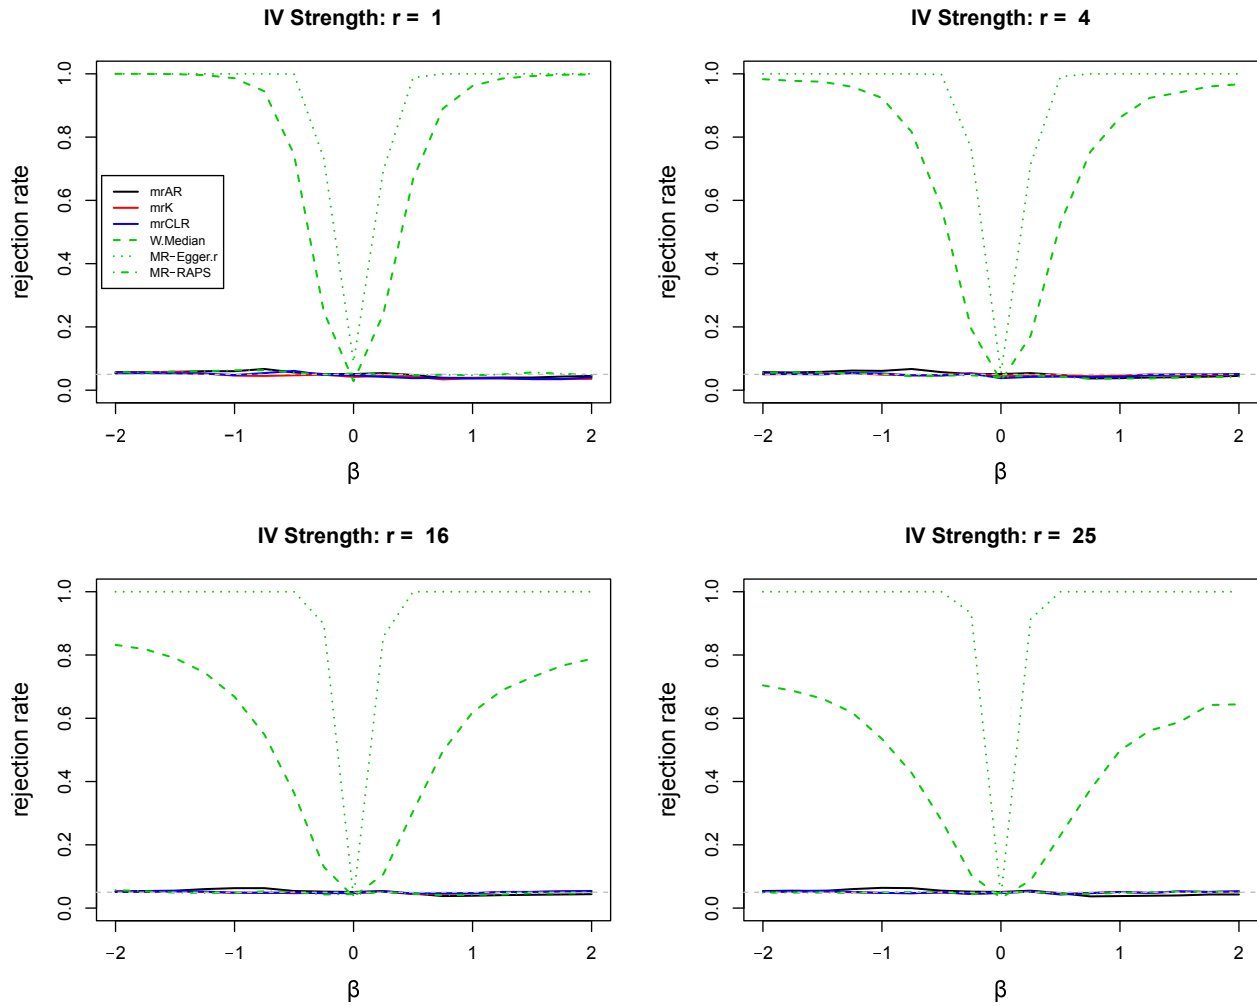 IV Strength: r = 1
rejection rate
1.0
0.8
0.6
0.4
0.2
0.0
mrAR
mrK
mrCLR
W.Median
MR−Egger.r
MR−RAPS
−2
−1
0
1
2
β
IV Strength: r = 4
rejection rate
1.0
0.8
0.6
0.4
0.2
0.0
−2
−1
0
1
2
β
IV Strength: r = 16
rejection rate
1.0
0.8
0.6
0.4
0.2
0.0
−2
−1
0
1
2
β
IV Strength: r = 25
rejection rate
1.0
0.8
0.6
0.4
0.2
0.0
−2
−1
0
1
2
β